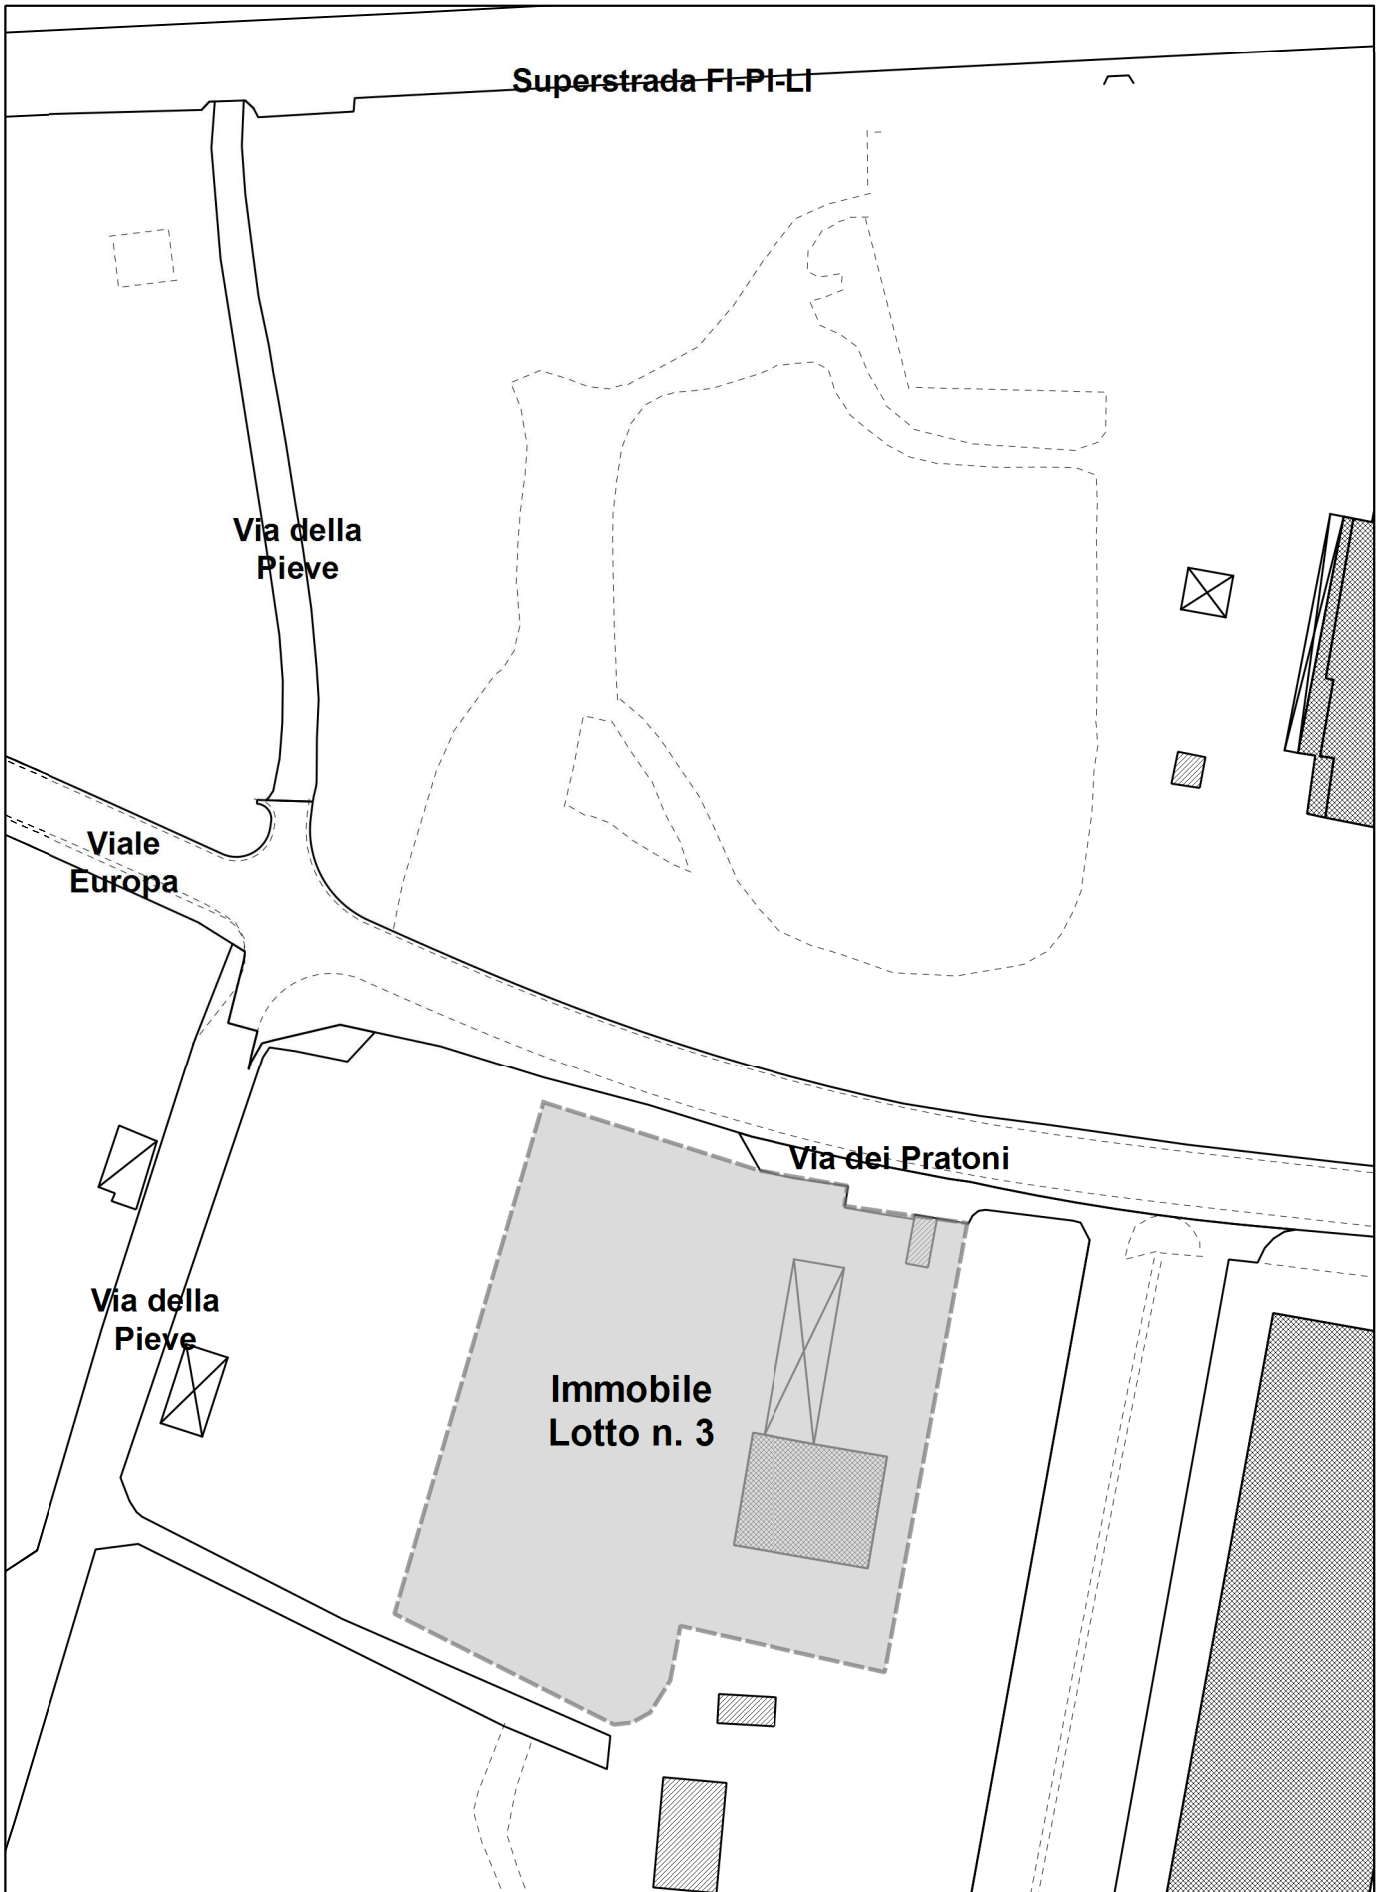 Superstrada FI-PI-LI
Via della
Pieve
Viale
Europa
Via dei Pratoni
Via della
Pieve
Immobile
Lotto n. 3